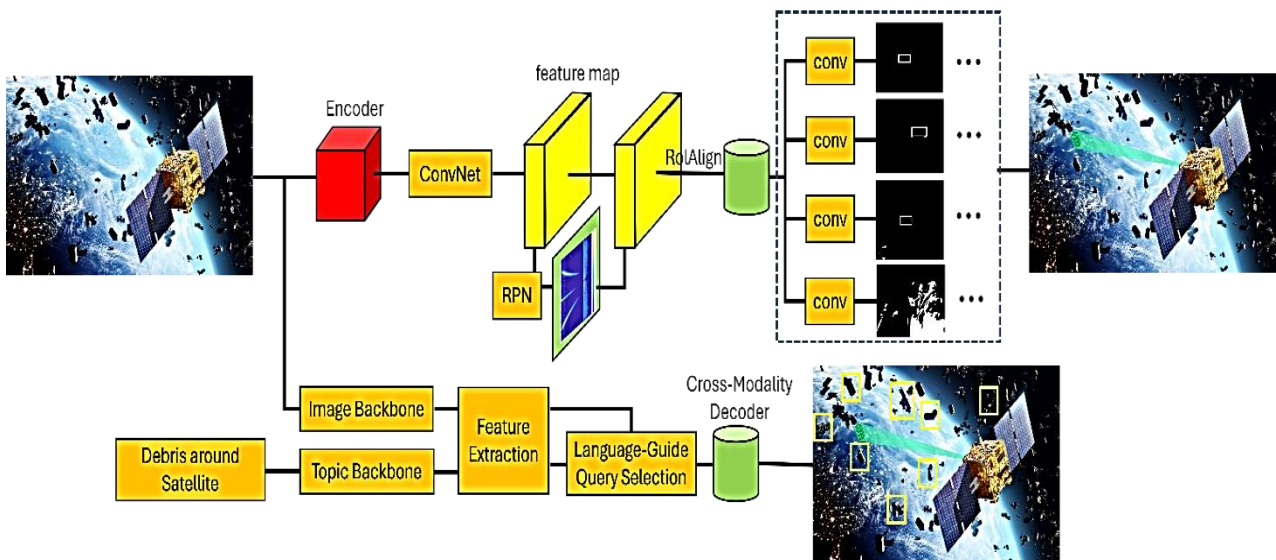 feature map
Encoder
ConvNet
RPN
RolAlign
conv
conv
conv
conv
Image Backbone
Debris around
Satellite
Topic Backbone
Feature
Extraction
Language-Guide
Query Selection
Cross-Modality
Decoder